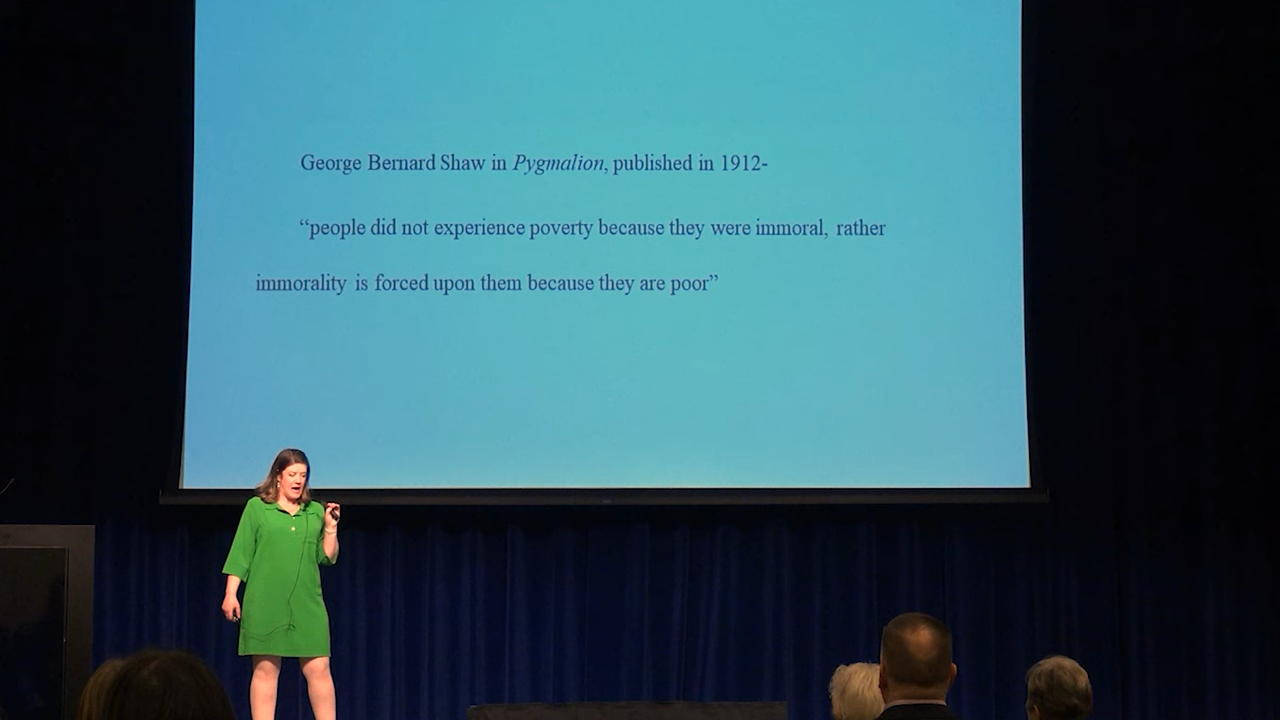 George Bernard Shaw in Pygmalion, published in 1912-
“people did not experience poverty because they were immoral, rather
immorality is forced upon them because they are poor”